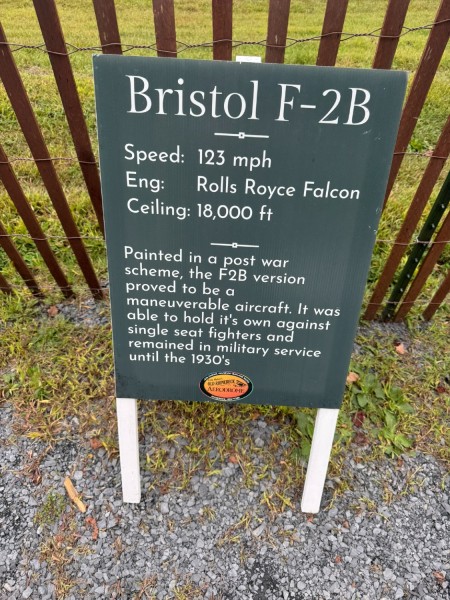 Bristol F-2B
Speed: 123 mph
Eng: Rolls Royce Falcon
Ceiling: 18,000 ft
Painted in a post war
scheme, the F2B version
proved to be a
maneuverable aircraft. It was
able to hold it's own against
single seat fighters and
remained in military service
until the 1930's
AERODROME